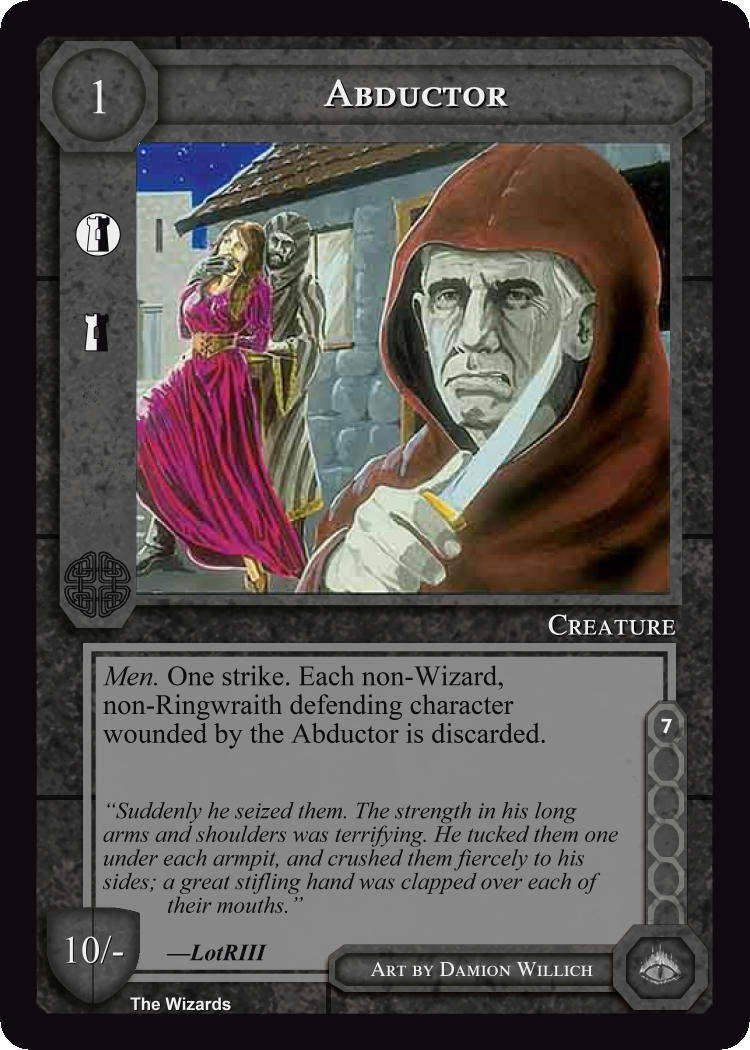 1
ABDUCTOR
CREATURE
Men. One strike. Each non-Wizard,
non-Ringwraith defending character
wounded by the Abductor is discarded.
7
“Suddenly he seized them. The strength in his long
arms and shoulders was terrifying. He tucked them one
under each armpit, and crushed them fiercely to his
sides; a great stifling hand was clapped over each of
their mouths.”
10/-
—LotRIII
ART BY DAMION WILLICH
The Wizards